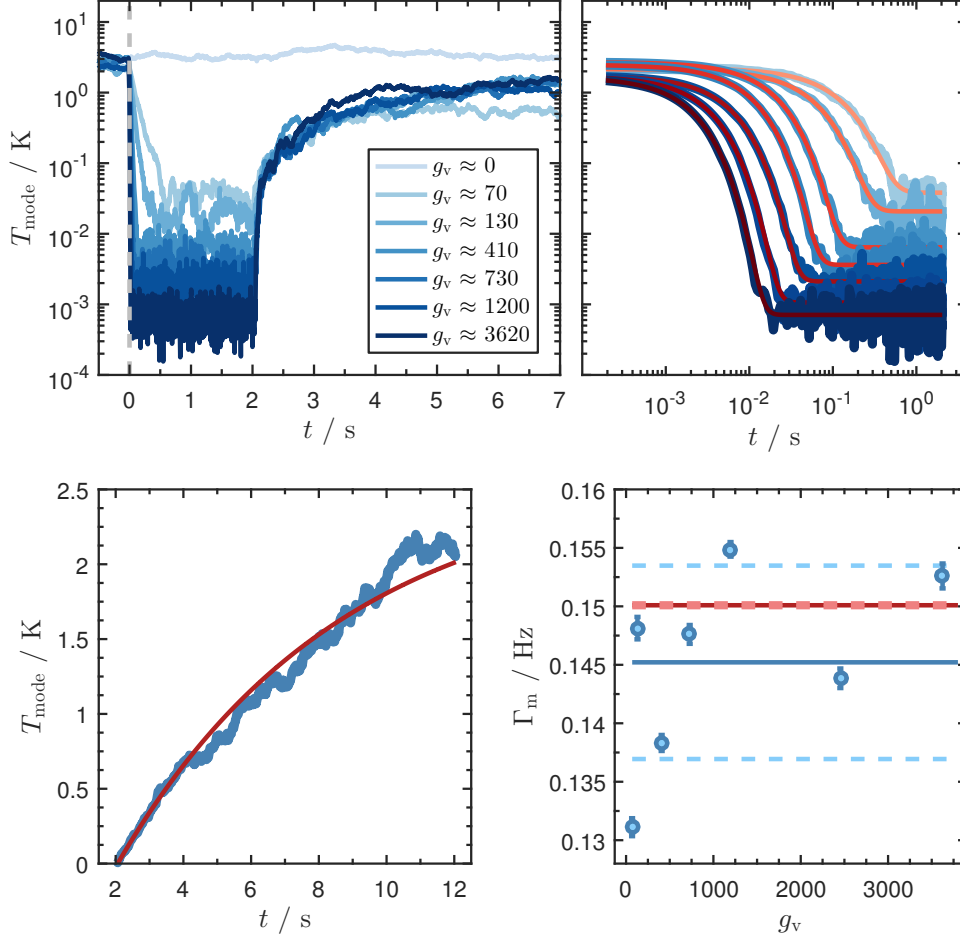 10^1
10^0
10^-1
10^-2
10^-3
10^-4
T_mode / K
0 1 2 3 4 5 6 7
t / s
g_v ≈ 0
g_v ≈ 70
g_v ≈ 130
g_v ≈ 410
g_v ≈ 730
g_v ≈ 1200
g_v ≈ 3620
10^-3 10^-2 10^-1 10^0
t / s
2.5
2
1.5
1
0.5
0
T_mode / K
2 4 6 8 10 12
t / s
0.16
0.155
0.15
0.145
0.14
0.135
0.13
Γ_m / Hz
0 1000 2000 3000
g_v